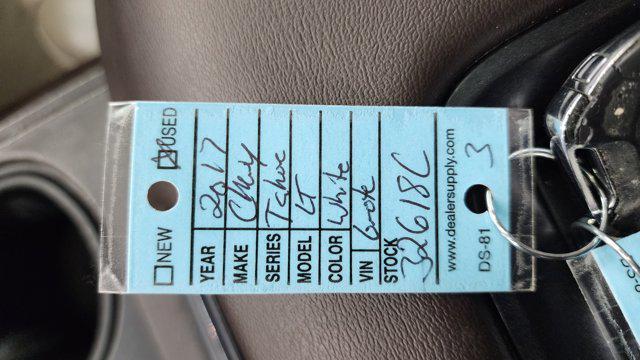 NEW USED
YEAR 2017
MAKE Chevy
SERIES Tahoe
MODEL LT
COLOR White
VIN
STOCK 32618C
www.dealersupply.com
DS-81 3